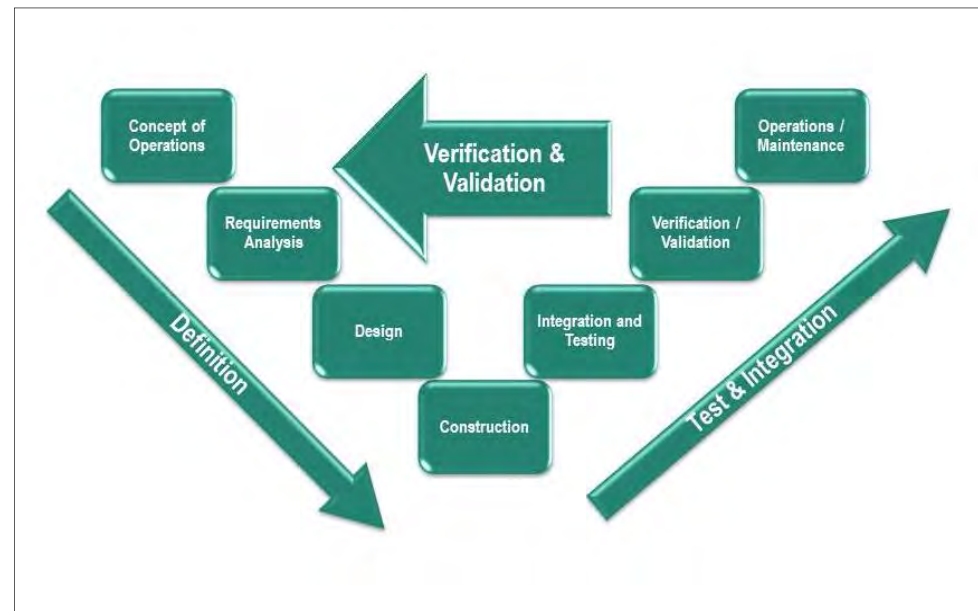 Concept of
Operations
Verification &
Validation
Operations /
Maintenance
Requirements
Analysis
Verification /
Validation
Design
Integration and
Testing
Construction
Definition
Test & Integration